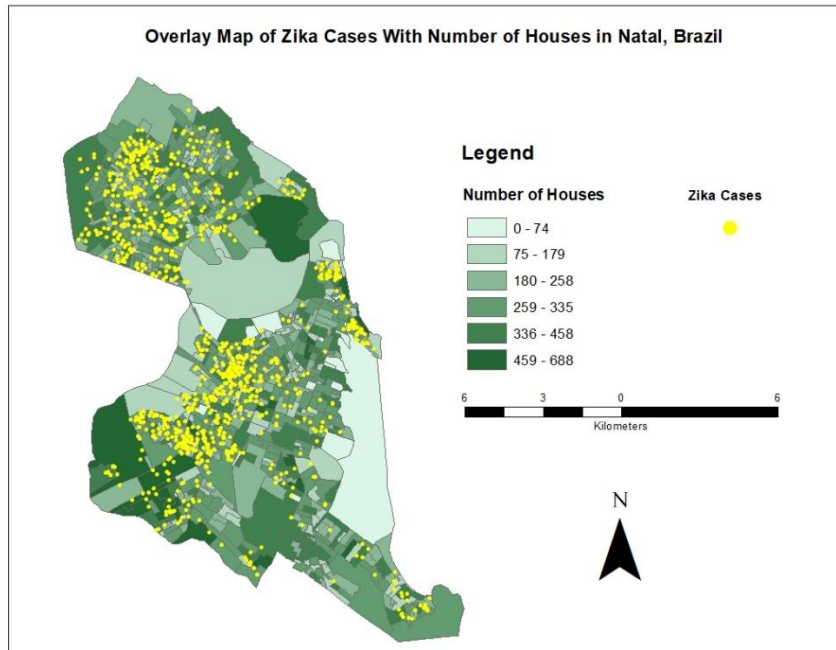 Overlay Map of Zika Cases With Number of Houses in Natal, Brazil
Legend
Number of Houses
Zika Cases
0 - 74
75 - 179
180 - 258
259 - 335
336 - 458
459 - 688
6 3 0 6
Kilometers
N